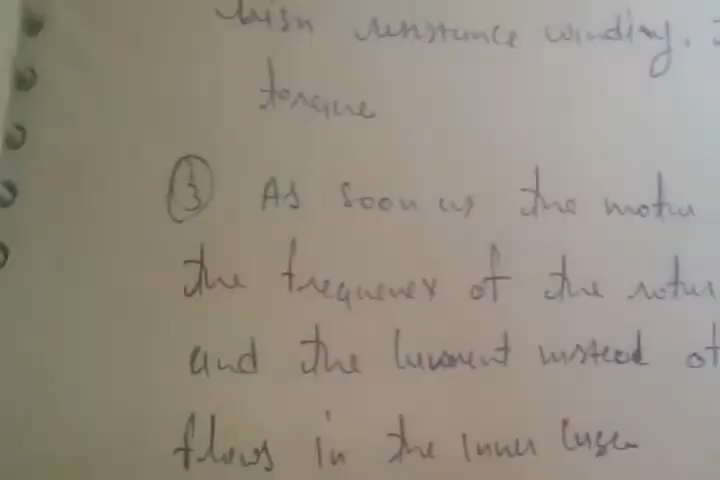 high resistance winding.
torque
③ As soon as the motor
the frequency of the rotor
and the current instead of
flows in the inner cage